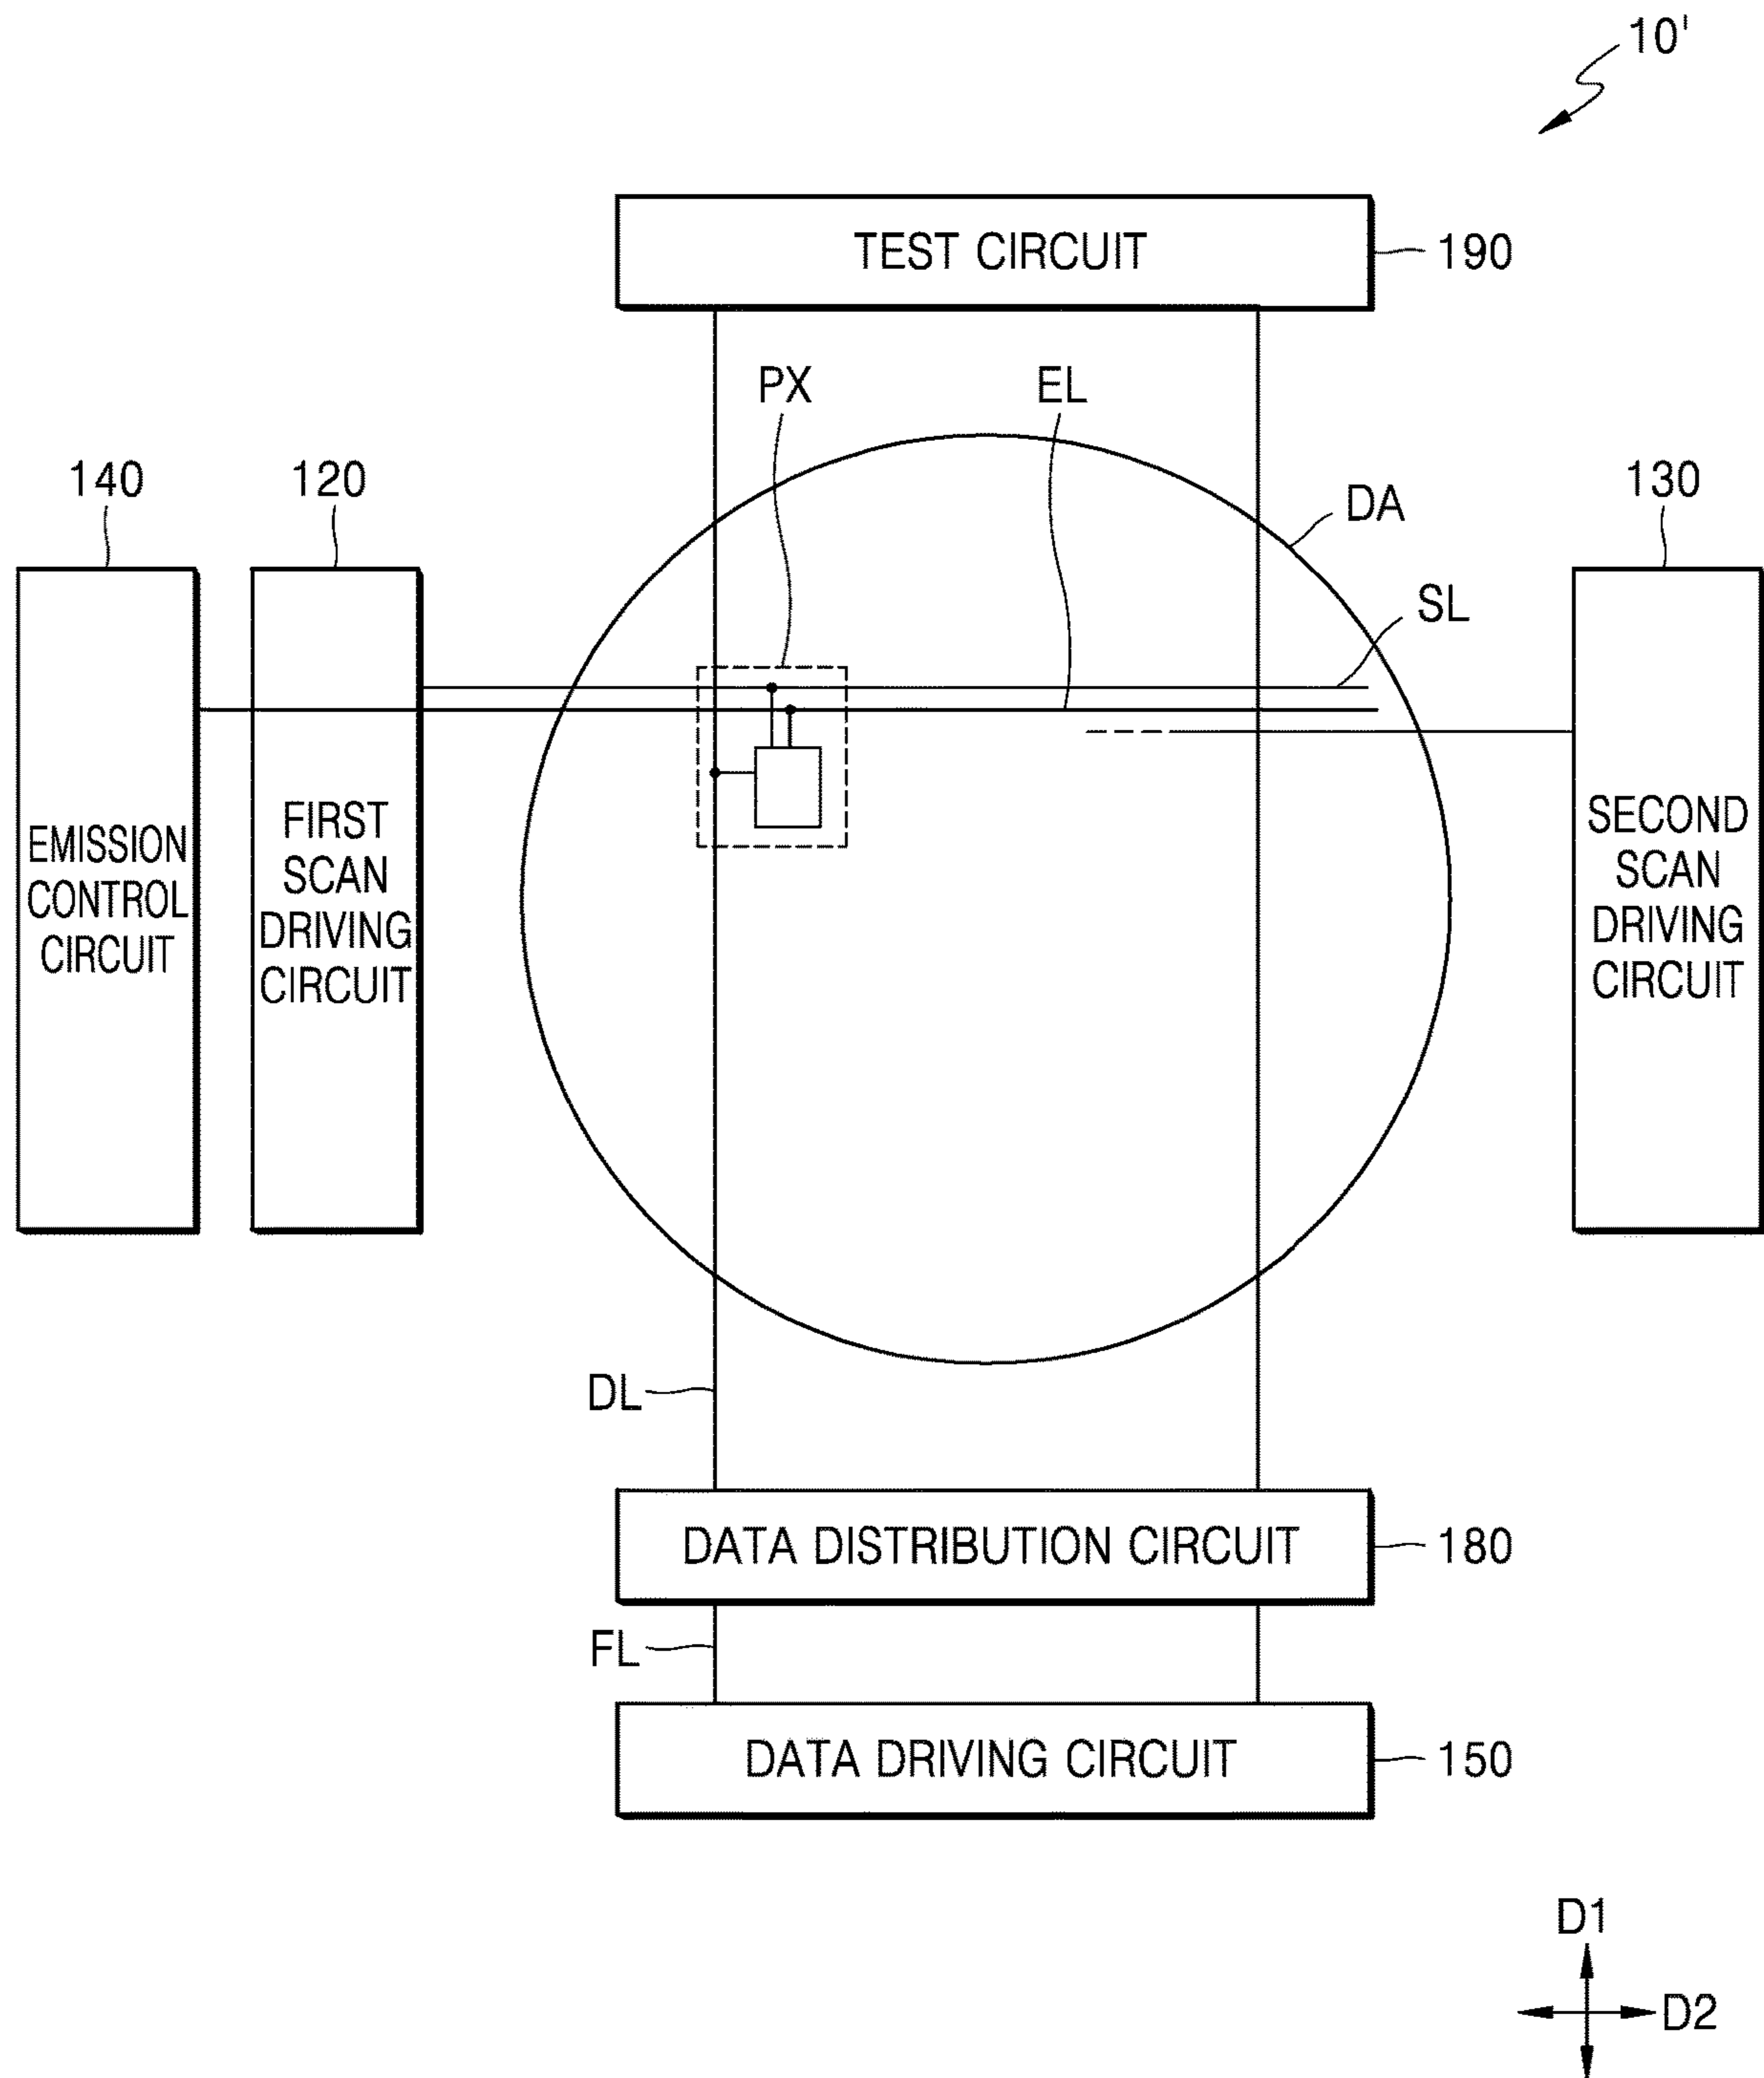 10'
TEST CIRCUIT
190
PX
EL
140
120
DA
130
SL
EMISSION
CONTROL
CIRCUIT
FIRST
SCAN
DRIVING
CIRCUIT
SECOND
SCAN
DRIVING
CIRCUIT
DL
DATA DISTRIBUTION CIRCUIT
180
FL
DATA DRIVING CIRCUIT
150
D1
D2